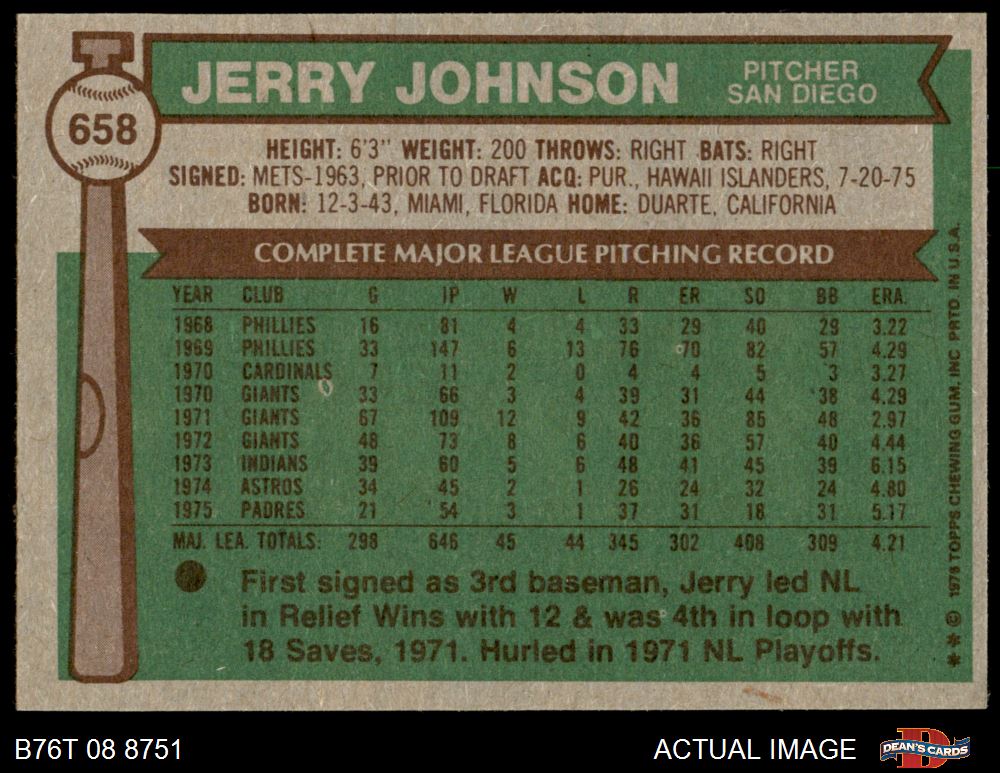 658
JERRY JOHNSON
PITCHER
SAN DIEGO
HEIGHT: 6'3" WEIGHT: 200 THROWS: RIGHT BATS: RIGHT
SIGNED: METS-1963, PRIOR TO DRAFT ACQ: PUR., HAWAII ISLANDERS, 7-20-75
BORN: 12-3-43, MIAMI, FLORIDA HOME: DUARTE, CALIFORNIA
COMPLETE MAJOR LEAGUE PITCHING RECORD
YEAR CLUB G IP W L R ER SO BB ERA.
1968 PHILLIES 16 81 4 4 33 29 40 29 3.22
1969 PHILLIES 33 147 6 13 76 70 82 57 4.29
1970 CARDINALS 7 11 2 0 4 4 5 3 3.27
1970 GIANTS 33 66 3 4 39 31 44 38 4.29
1971 GIANTS 67 109 12 9 42 36 85 48 2.97
1972 GIANTS 48 73 8 6 40 36 57 40 4.44
1973 INDIANS 39 60 5 6 48 41 45 39 6.15
1974 ASTROS 34 45 2 1 26 24 32 24 4.80
1975 PADRES 21 54 3 1 37 31 18 31 5.17
MAJ. LEA. TOTALS: 298 646 45 44 345 302 408 309 4.21
First signed as 3rd baseman, Jerry led NL
in Relief Wins with 12 & was 4th in loop with
18 Saves, 1971. Hurled in 1971 NL Playoffs.
** © 1976 TOPPS CHEWING GUM, INC. PRTD. IN U.S.A.
B76T 08 8751
ACTUAL IMAGE
DEAN'S CARDS